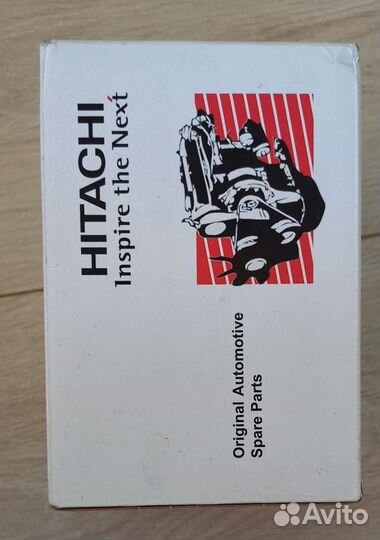 HITACHI
Inspire the Next
Original Automotive
Spare Parts
Avito